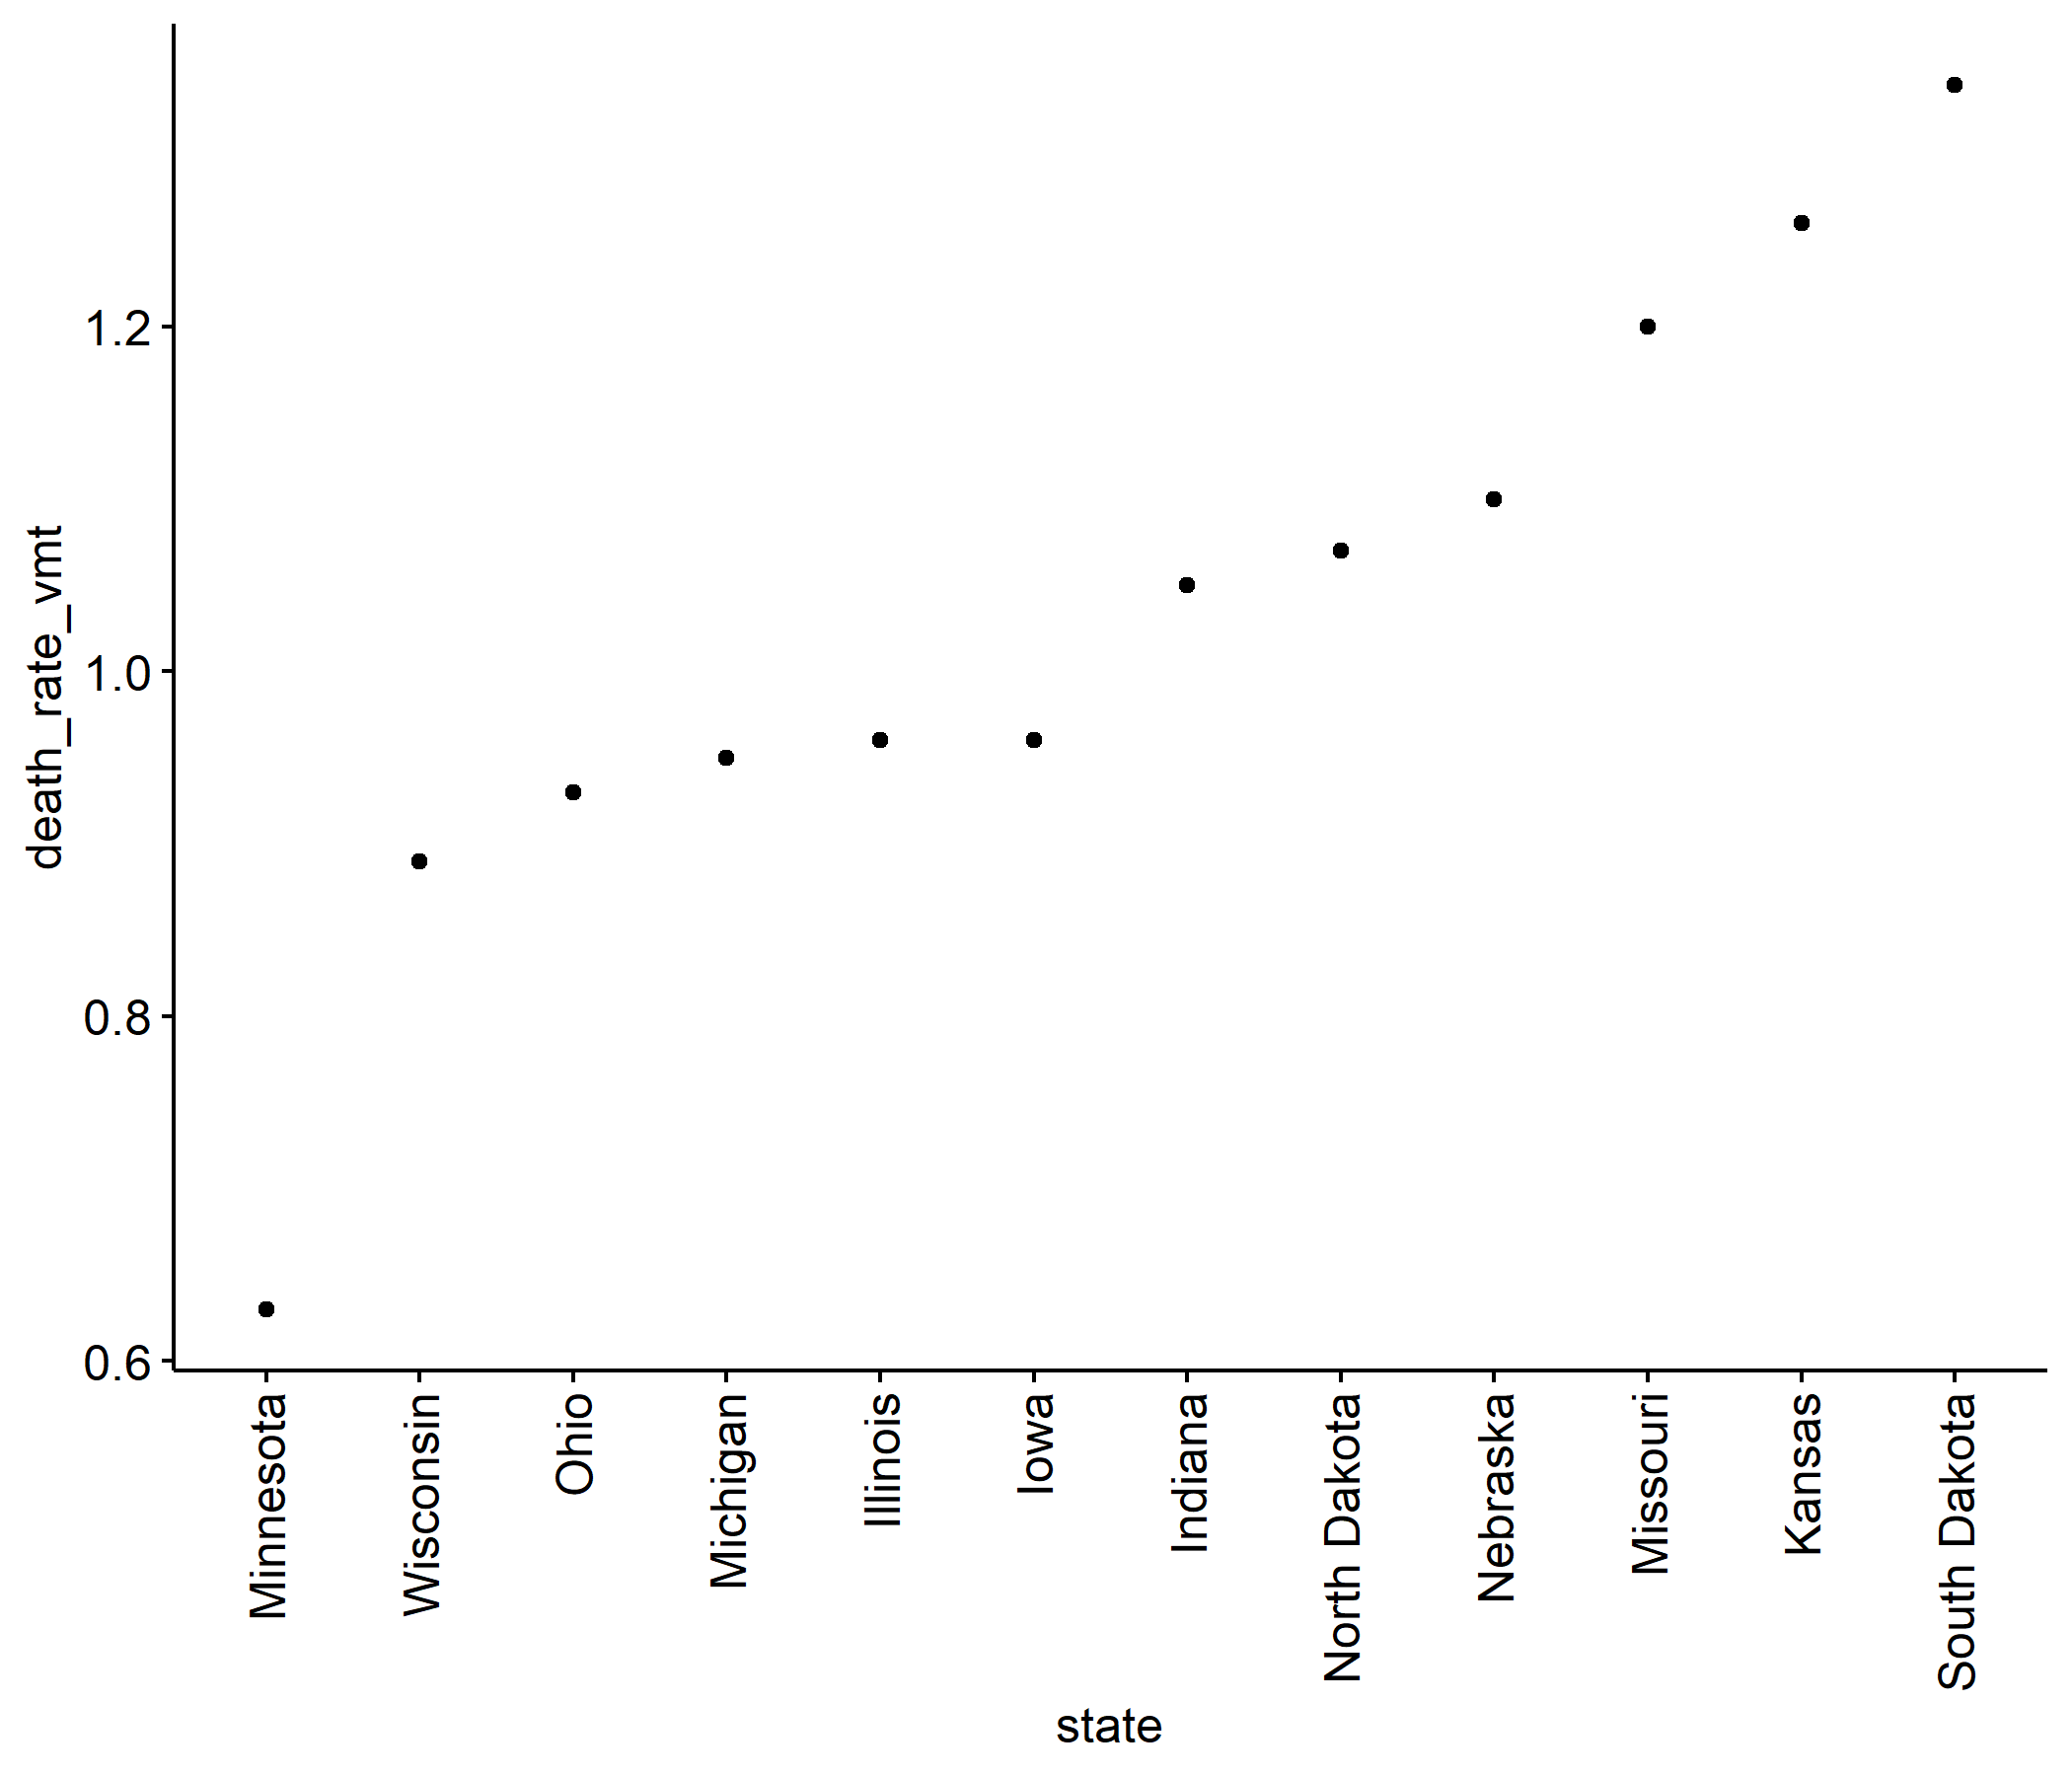 death_rate_vmt
1.2
1.0
0.8
0.6
Minnesota
Wisconsin
Ohio
Michigan
Illinois
Iowa
Indiana
North Dakota
Nebraska
Missouri
Kansas
South Dakota
state